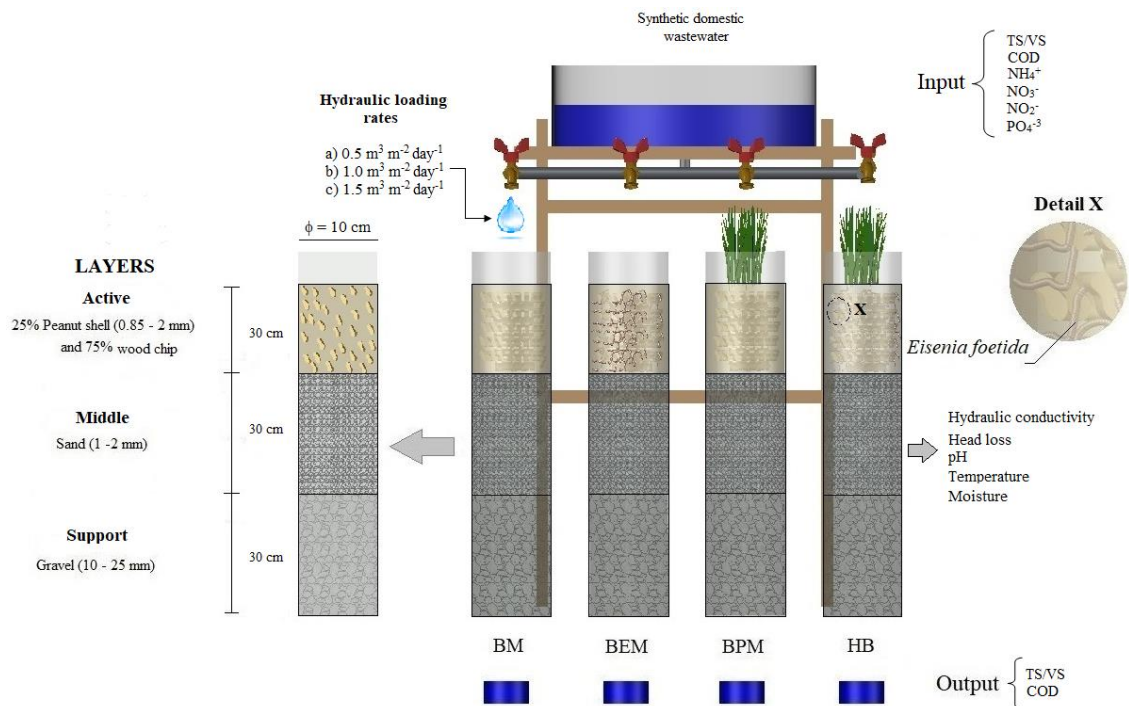 Synthetic domestic
wastewater
Input
TS/VS
COD
NH₄⁺
NO₃⁻
NO₂⁻
PO₄⁻³
Hydraulic loading
rates
a) 0.5 m³ m⁻² day⁻¹
b) 1.0 m³ m⁻² day⁻¹
c) 1.5 m³ m⁻² day⁻¹
ϕ = 10 cm
Detail X
X
Eisenia foetida
LAYERS
Active
25% Peanut shell (0.85 - 2 mm)
and 75% wood chip
30 cm
Middle
Sand (1 -2 mm)
30 cm
Support
Gravel (10 - 25 mm)
30 cm
Hydraulic conductivity
Head loss
pH
Temperature
Moisture
BM
BEM
BPM
HB
Output
TS/VS
COD